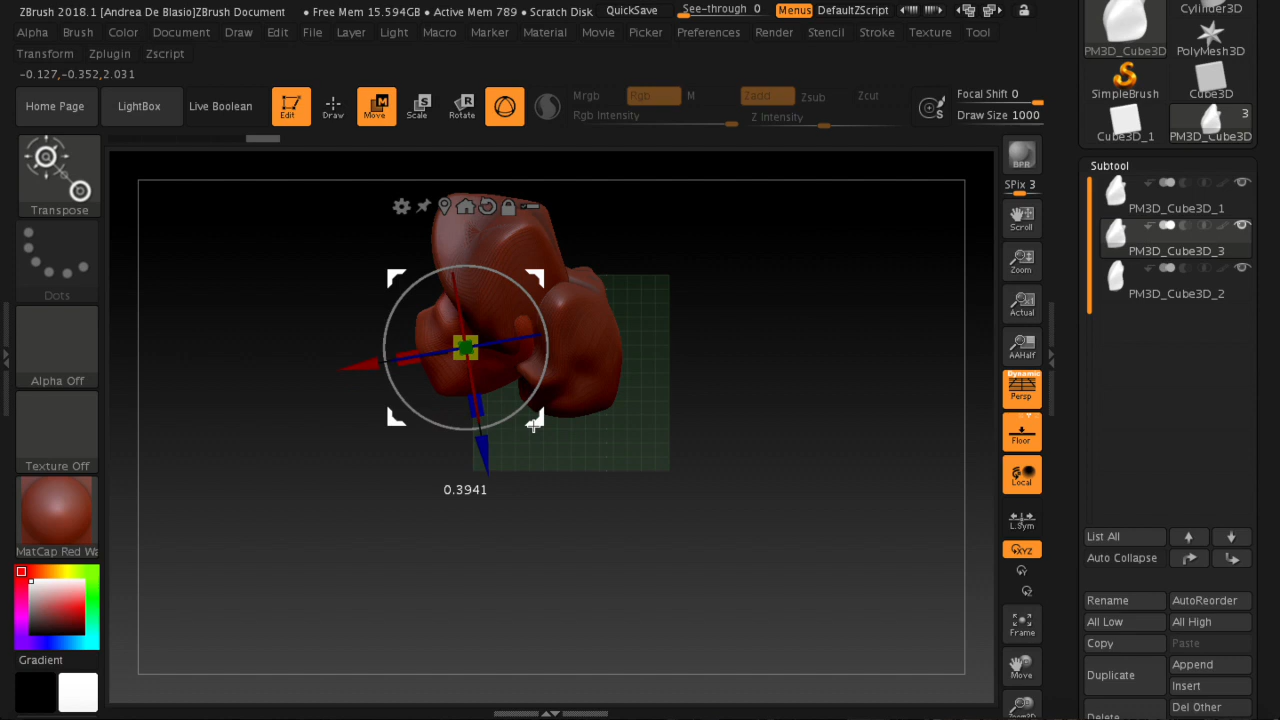 ZBrush 2018.1 [Andrea De Blasio]ZBrush Document • Free Mem 15.594GB • Active Mem 789 • Scratch Disk QuickSave See-through 0 Menus DefaultZScript
Alpha Brush Color Document Draw Edit File Layer Light Macro Marker Material Movie Picker Preferences Render Stencil Stroke Texture Tool
Transform Zplugin Zscript
-0.127,-0.352,2.031
Home Page LightBox Live Boolean Edit Draw Move Scale Rotate
Mrgb Rgb M Zadd Zsub Zcut
Rgb Intensity Z Intensity
Focal Shift 0
Draw Size 1000
Transpose
Dots
Alpha Off
Texture Off
MatCap Red Wa
Gradient
0.3941
BPR
SPix 3
Scroll
Zoom
Actual
AAHalf
Dynamic
Persp
Floor
Local
L.Sym
XYZ
Y
Z
Frame
Move
Zoom3D
Cylinder3D
PM3D_Cube3D PolyMesh3D
SimpleBrush Cube3D
3
Cube3D_1 PM3D_Cube3D
Subtool
PM3D_Cube3D_1
PM3D_Cube3D_3
PM3D_Cube3D_2
List All
Auto Collapse
Rename AutoReorder
All Low All High
Copy Paste
Duplicate Append
Insert
Delete Del Other